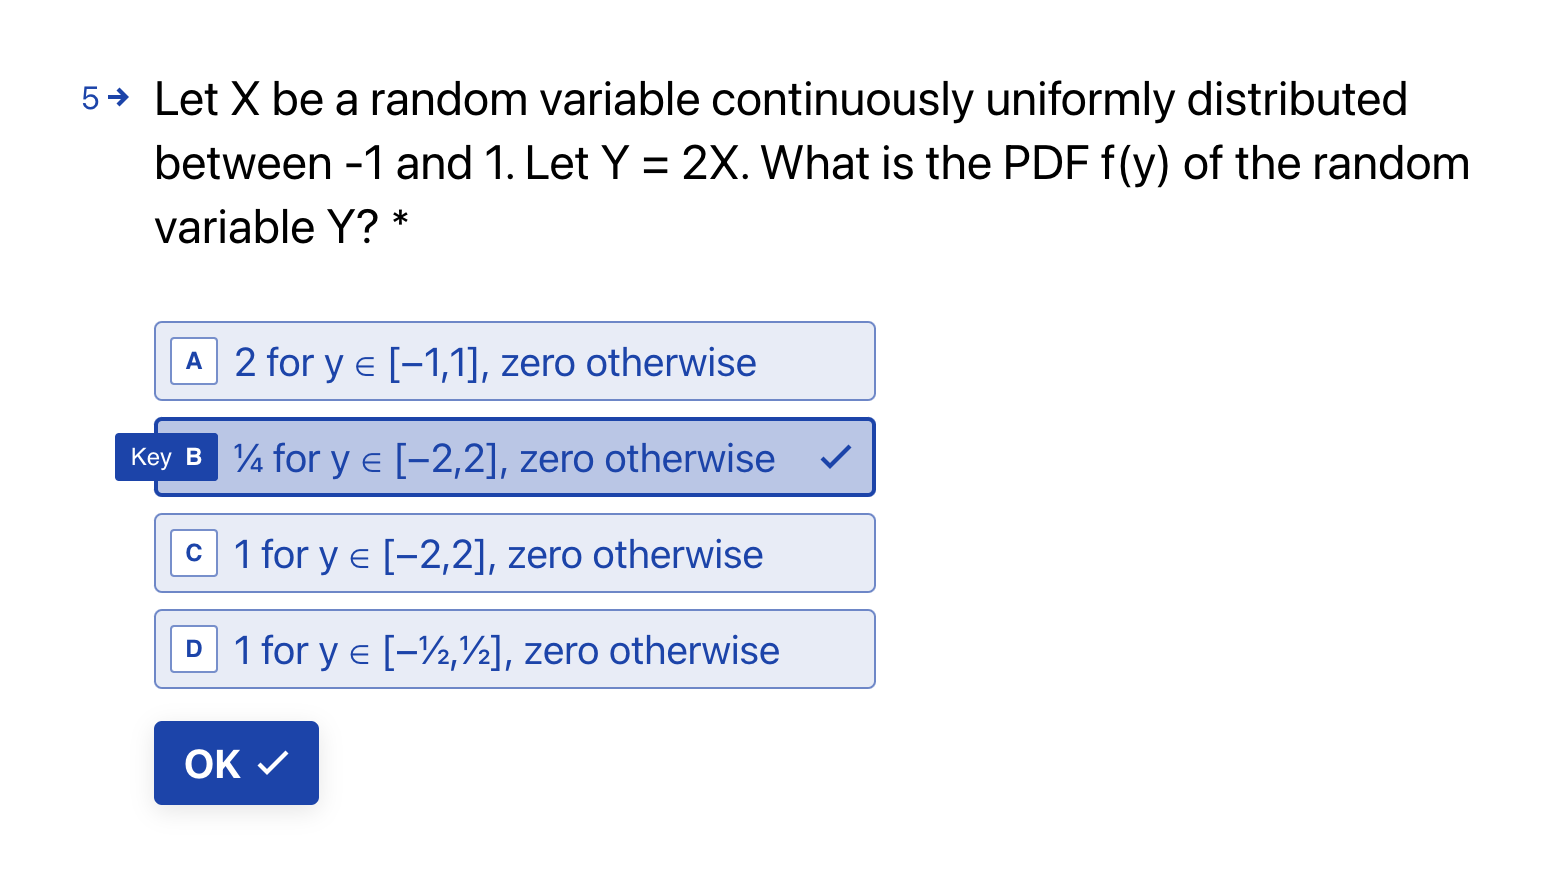 5→ Let X be a random variable continuously uniformly distributed
between -1 and 1. Let Y = 2X. What is the PDF f(y) of the random
variable Y? *
A 2 for y ∈ [−1,1], zero otherwise
Key B ¼ for y ∈ [−2,2], zero otherwise ✓
C 1 for y ∈ [−2,2], zero otherwise
D 1 for y ∈ [−½,½], zero otherwise
OK ✓